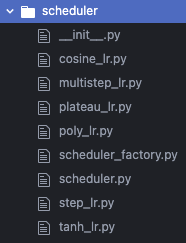 scheduler
__init__.py
cosine_lr.py
multistep_lr.py
plateau_lr.py
poly_lr.py
scheduler_factory.py
scheduler.py
step_lr.py
tanh_lr.py